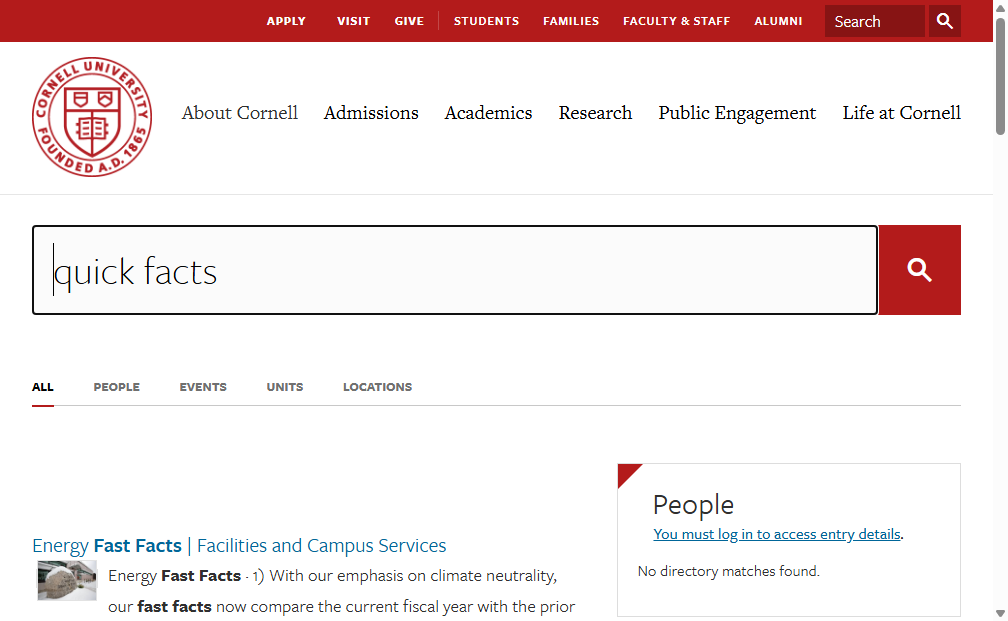 APPLY VISIT GIVE STUDENTS FAMILIES FACULTY & STAFF ALUMNI Search
CORNELL UNIVERSITY
FOUNDED A.D. 1865
About Cornell Admissions Academics Research Public Engagement Life at Cornell
quick facts
ALL PEOPLE EVENTS UNITS LOCATIONS
People
You must log in to access entry details.
No directory matches found.
Energy Fast Facts | Facilities and Campus Services
Energy Fast Facts · 1) With our emphasis on climate neutrality,
our fast facts now compare the current fiscal year with the prior